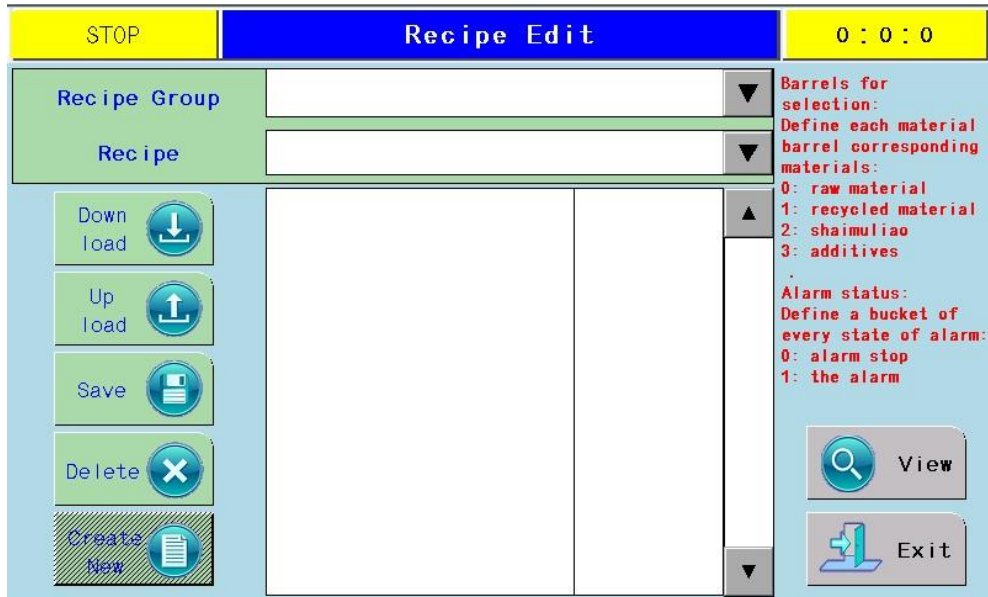 STOP
Recipe Edit
0:0:0
Recipe Group
Recipe
Down
load
Up
load
Save
Delete
Create
New
Barrels for
selection:
Define each material
barrel corresponding
materials:
0: raw material
1: recycled material
2: shaimuliao
3: additives
.
Alarm status:
Define a bucket of
every state of alarm:
0: alarm stop
1: the alarm
View
Exit